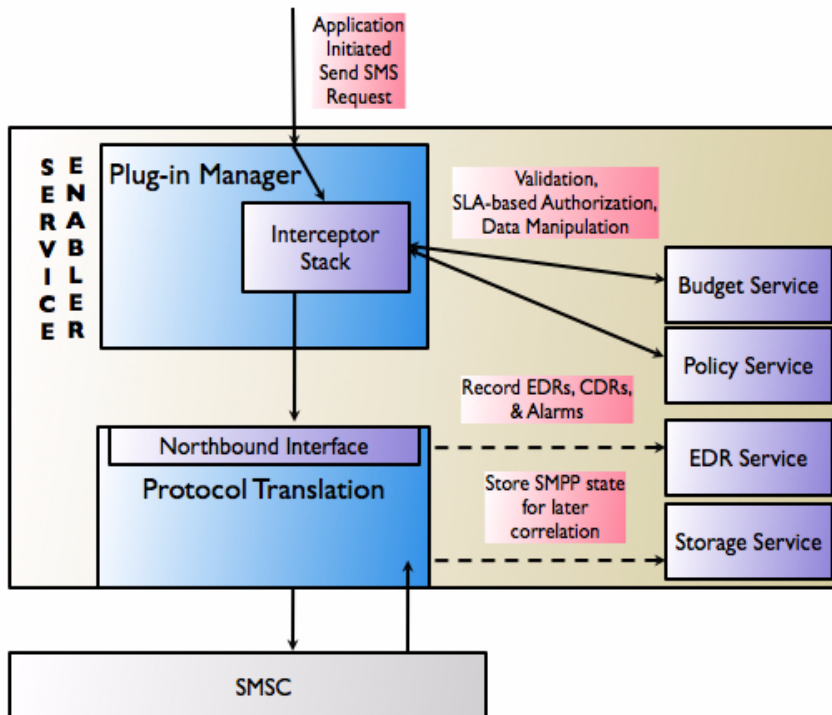 Application
Initiated
Send SMS
Request
SERVICE
ENABLER
Plug-in Manager
Interceptor
Stack
Validation,
SLA-based Authorization,
Data Manipulation
Budget Service
Policy Service
Record EDRs, CDRs,
& Alarms
Northbound Interface
EDR Service
Protocol Translation
Store SMPP state
for later
correlation
Storage Service
SMSC